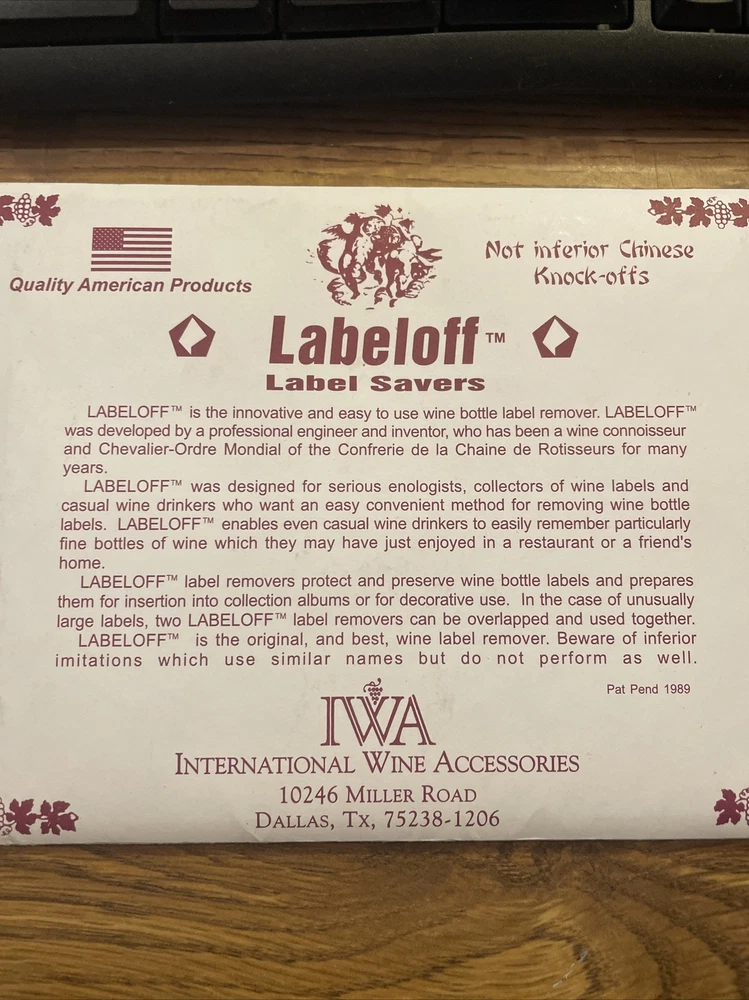 Quality American Products
Not inferior Chinese
Knock-offs
Labeloff™
Label Savers
LABELOFF™ is the innovative and easy to use wine bottle label remover. LABELOFF™
was developed by a professional engineer and inventor, who has been a wine connoisseur
and Chevalier-Ordre Mondial of the Confrerie de la Chaine de Rotisseurs for many
years.
LABELOFF™ was designed for serious enologists, collectors of wine labels and
casual wine drinkers who want an easy convenient method for removing wine bottle
labels. LABELOFF™ enables even casual wine drinkers to easily remember particularly
fine bottles of wine which they may have just enjoyed in a restaurant or a friend's
home.
LABELOFF™ label removers protect and preserve wine bottle labels and prepares
them for insertion into collection albums or for decorative use. In the case of unusually
large labels, two LABELOFF™ label removers can be overlapped and used together.
LABELOFF™ is the original, and best, wine label remover. Beware of inferior
imitations which use similar names but do not perform as well.
Pat Pend 1989
IWA
INTERNATIONAL WINE ACCESSORIES
10246 MILLER ROAD
DALLAS, TX, 75238-1206